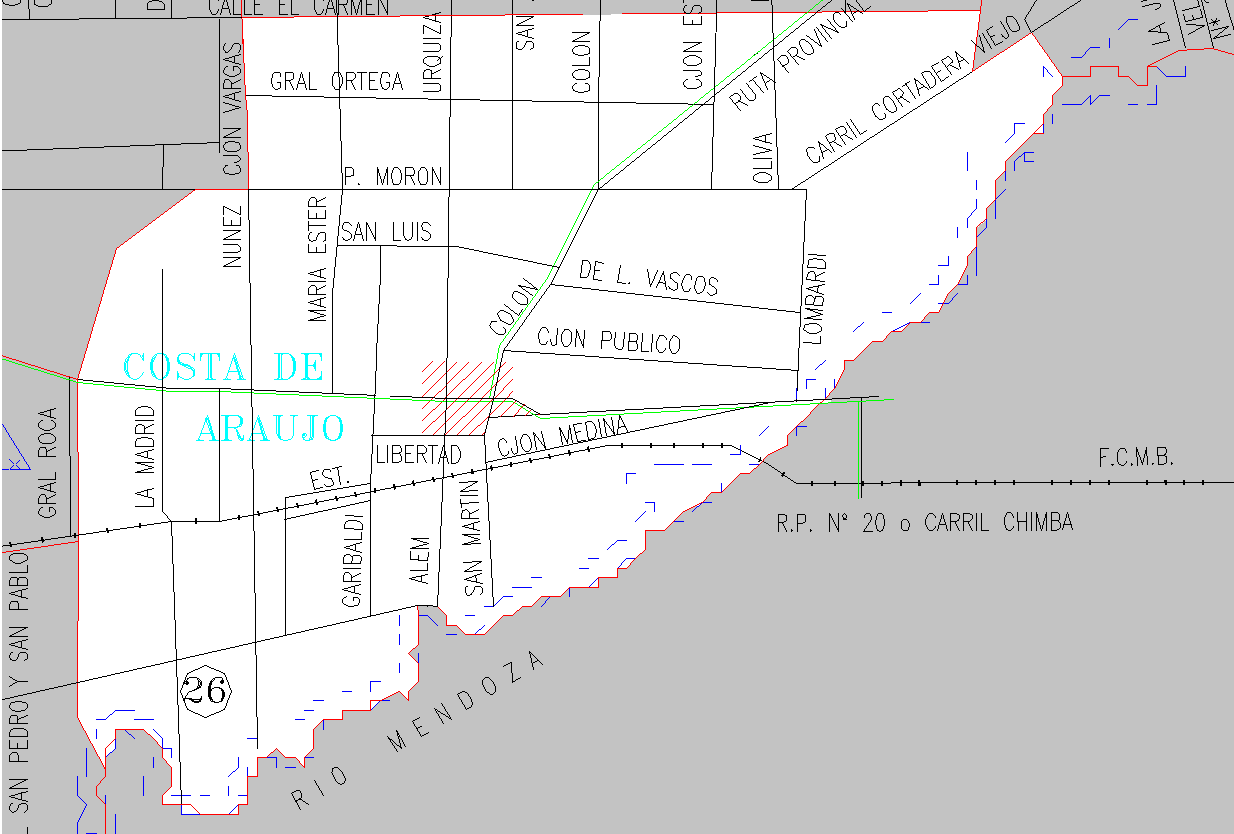 CALLE EL CARMEN
CJON VARGAS
GRAL ORTEGA
URQUIZA
SAN
COLON
CJON EST
RUTA PROVINCIAL
CARRIL CORTADERA VIEJO
OLIVA
P. MORON
NUNEZ
MARIA ESTER
SAN LUIS
COLON
DE L. VASCOS
CJON PUBLICO
LOMBARDI
COSTA DE
ARAUJO
GRAL ROCA
LA MADRID
LIBERTAD
CJON MEDINA
EST.
F.C.M.B.
R.P. N° 20 o CARRIL CHIMBA
GARIBALDI
ALEM
SAN MARTIN
SAN PEDRO Y SAN PABLO
26
RIO MENDOZA